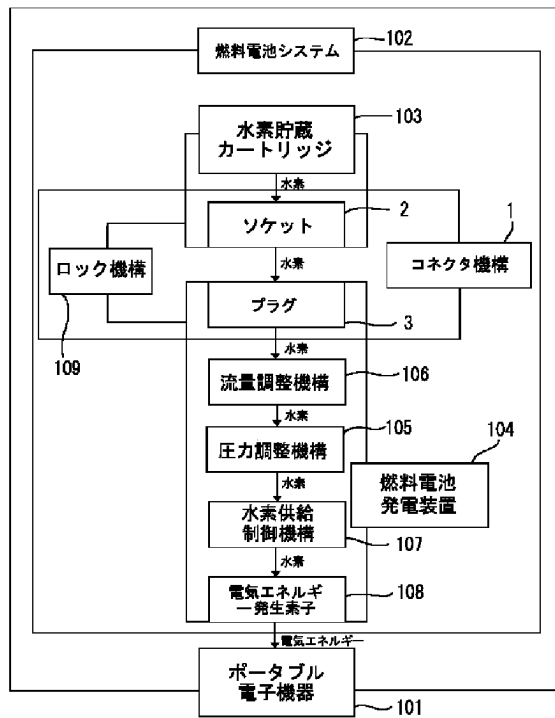 燃料電池システム
102
水素貯蔵
カートリッジ
103
水素
ソケット
2
1
ロック機構
水素
コネクタ機構
109
プラグ
3
水素
流量調整機構
106
水素
圧力調整機構
105
104
水素
燃料電池
発電装置
水素供給
制御機構
107
水素
電気エネルギ
ー発生素子
108
電気エネルギー
ポータブル
電子機器
101